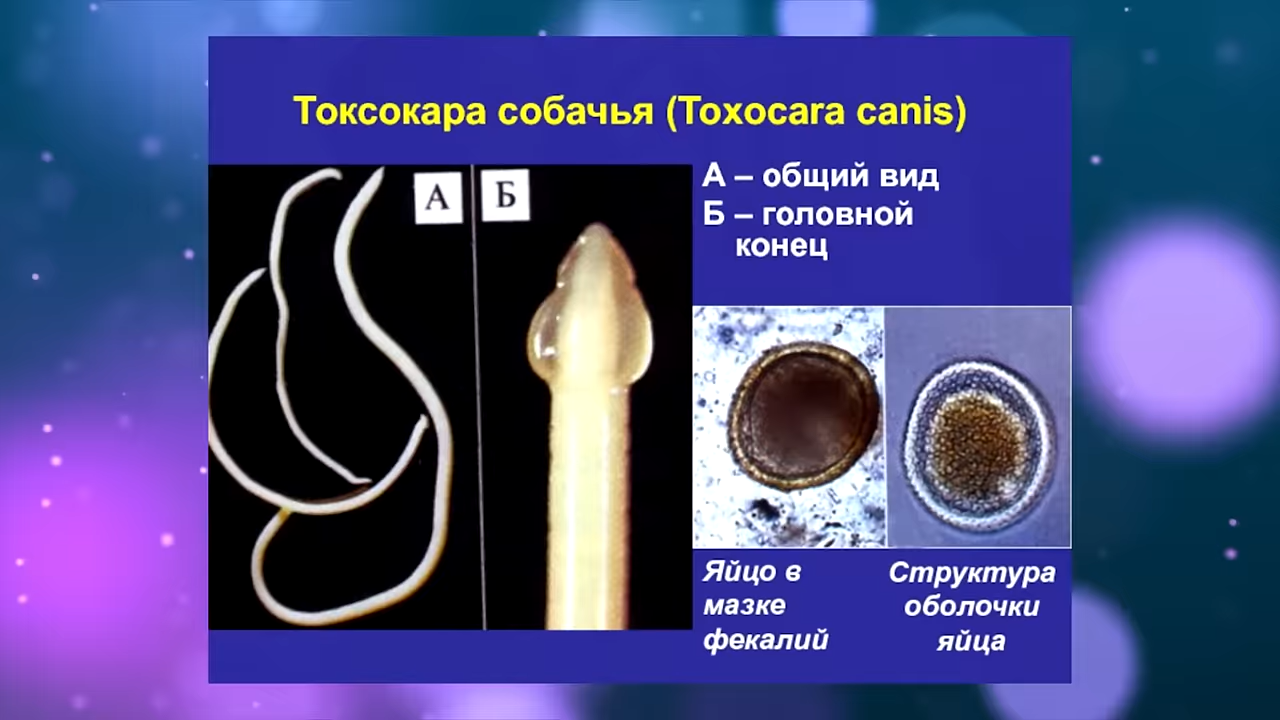 Токсокара собачья (Toxocara canis)
А
Б
А – общий вид
Б – головной
конец
Яйцо в
мазке
фекалий
Структура
оболочки
яйца